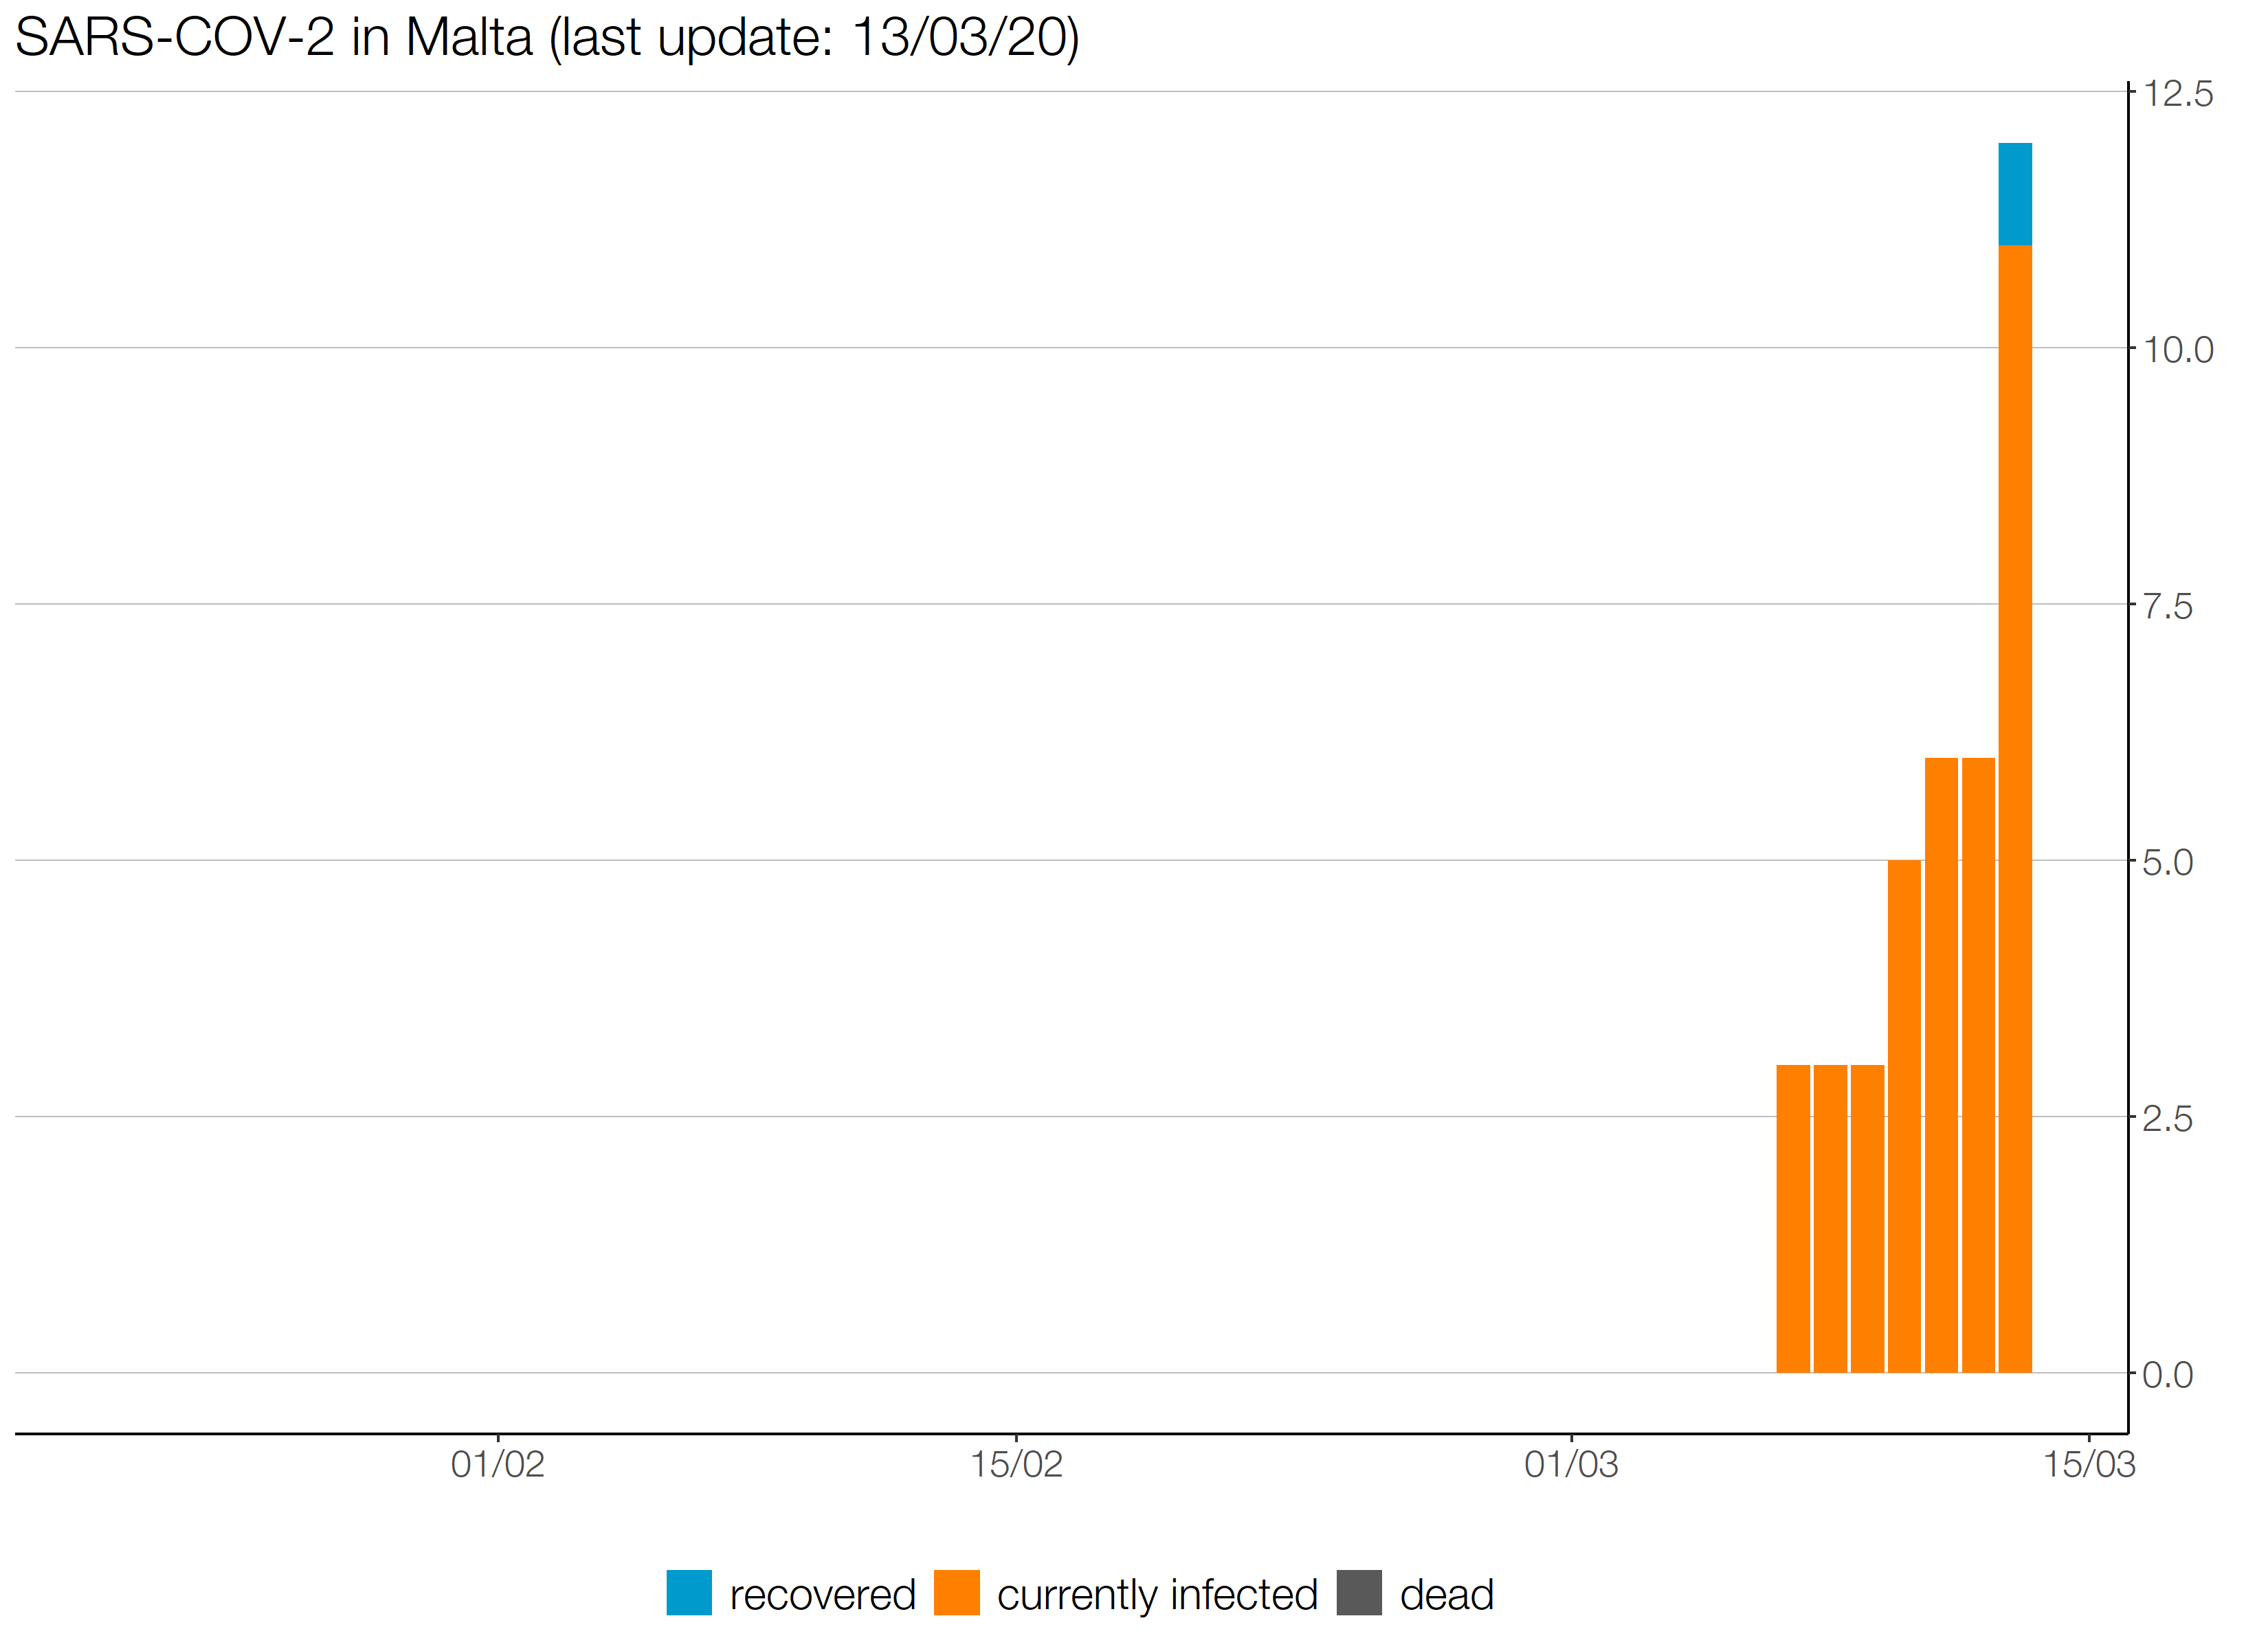 SARS-COV-2 in Malta (last update: 13/03/20)
12.5
10.0
7.5
5.0
2.5
0.0
01/02 15/02 01/03 15/03
recovered currently infected dead